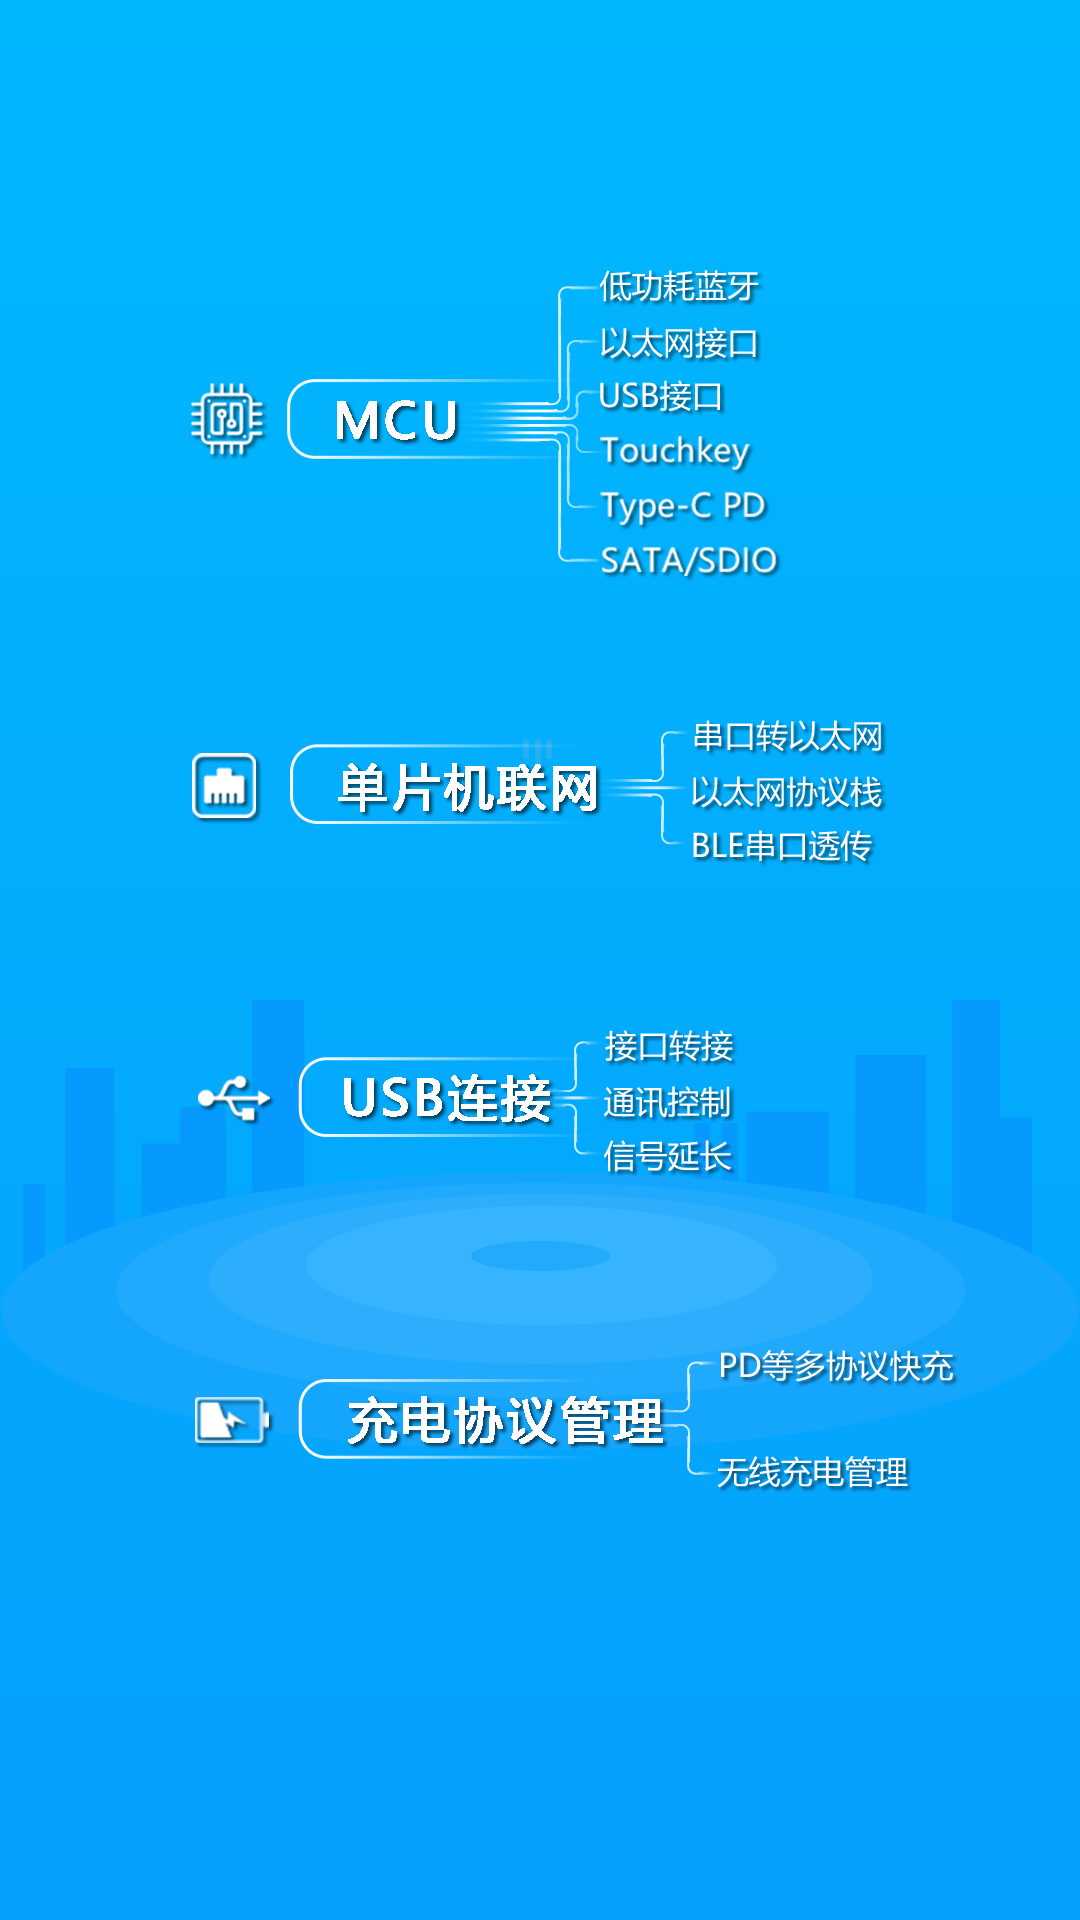 低功耗蓝牙
以太网接口
USB接口
MCU
Touchkey
Type-C PD
SATA/SDIO
串口转以太网
单片机联网
以太网协议栈
BLE串口透传
接口转接
USB连接
通讯控制
信号延长
PD等多协议快充
充电协议管理
无线充电管理